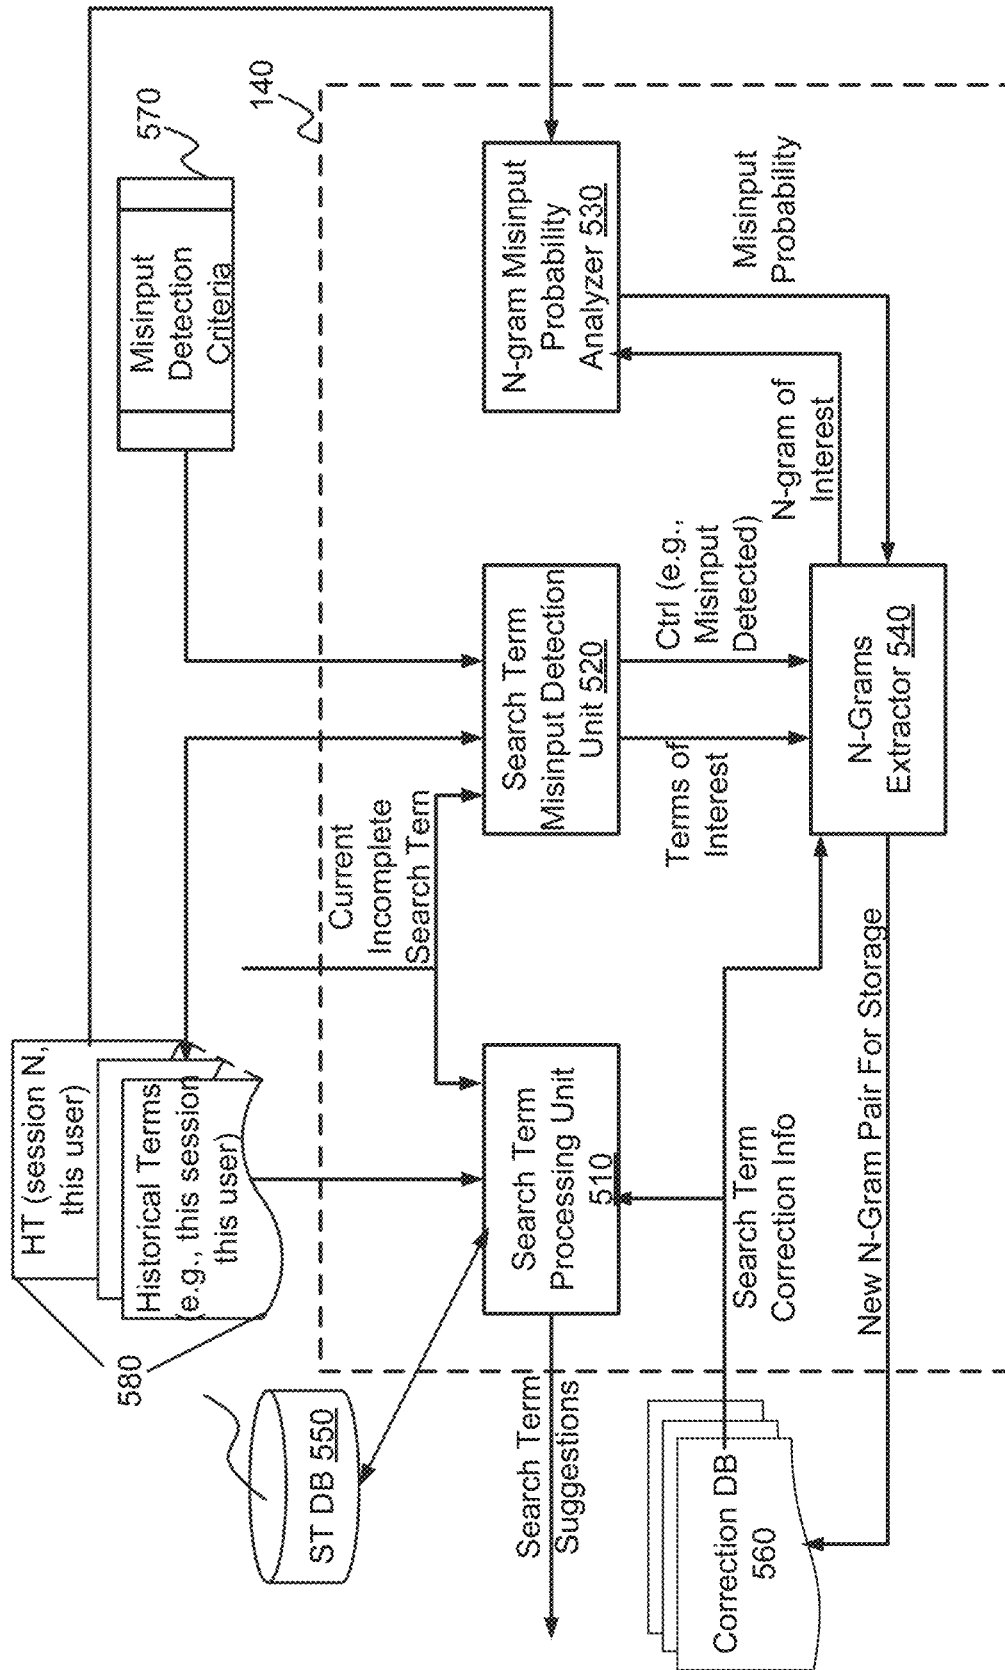 HT (session N,
this user)
Historical Terms
(e.g., this session
this user)
580
Misinput
Detection
Criteria
570
140
ST DB 550
Current
Incomplete
Search Tern
Search Term
Processing Unit
510
Search Term
Misinput Detection
Unit 520
N-gram Misinput
Probability
Analyzer 530
Search Term
Suggestions
Search Term
Correction Info
Terms of
Interest
Ctrl (e.g.,
Misinput
Detected)
N-gram of
Interest
Misinput
Probability
Correction DB
560
New N-Gram Pair For Storage
N-Grams
Extractor 540